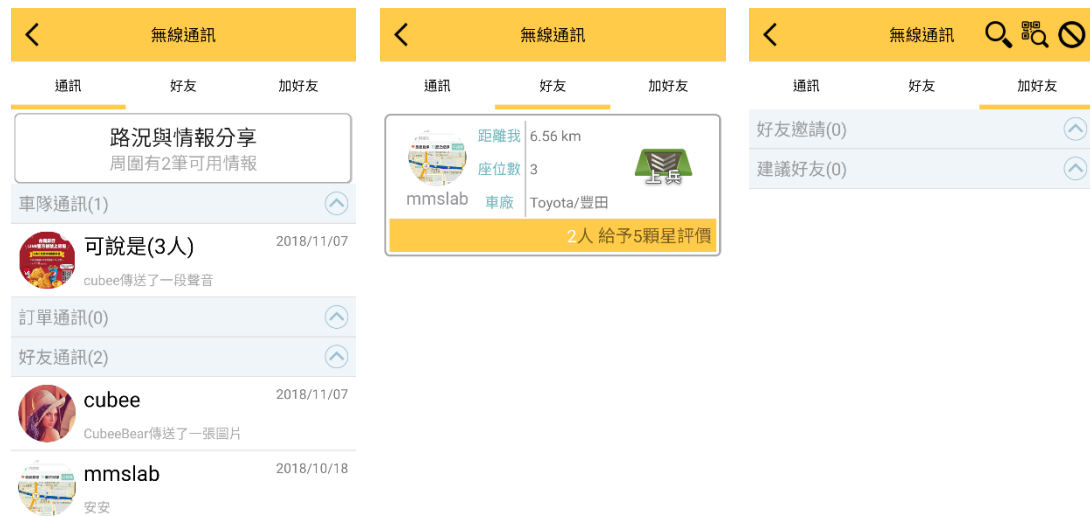 無線通訊
通訊
好友
加好友
路況與情報分享
周圍有2筆可用情報
車隊通訊(1)
可說是(3人)
2018/11/07
cubee傳送了一段聲音
訂單通訊(0)
好友通訊(2)
cubee
2018/11/07
CubeeBear傳送了一張圖片
mmslab
2018/10/18
安安
無線通訊
通訊
好友
加好友
距離我 6.56 km
座位數 3
車廠 Toyota/豐田
mmslab
上兵
2人 給予5顆星評價
無線通訊
通訊
好友
加好友
好友邀請(0)
建議好友(0)